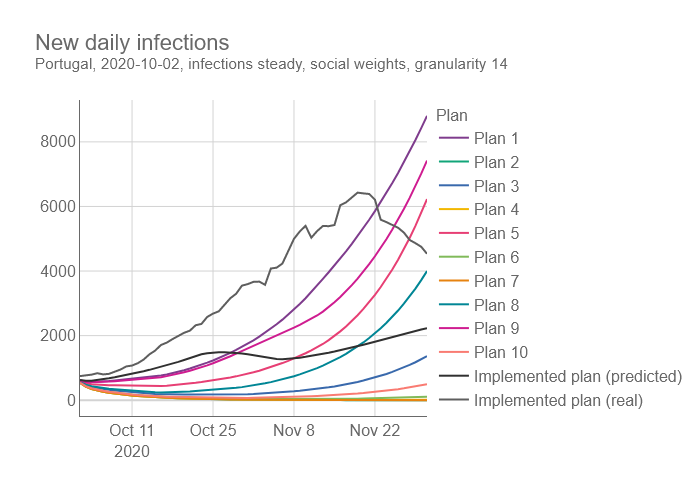 New daily infections
Portugal, 2020-10-02, infections steady, social weights, granularity 14
Plan
8000
6000
4000
2000
0
Plan 1
Plan 2
Plan 3
Plan 4
Plan 5
Plan 6
Plan 7
Plan 8
Plan 9
Plan 10
Implemented plan (predicted)
Implemented plan (real)
Oct 11
2020
Oct 25
Nov 8
Nov 22